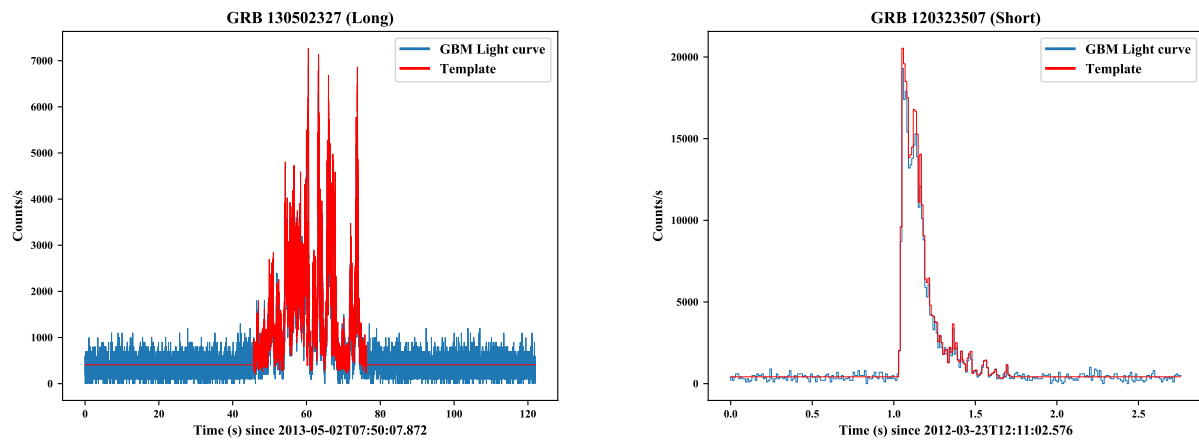 GRB 130502327 (Long)
GBM Light curve
Template
7000
6000
5000
4000
3000
2000
1000
0
Counts/s
0 20 40 60 80 100 120
Time (s) since 2013-05-02T07:50:07.872
GRB 120323507 (Short)
GBM Light curve
Template
20000
15000
10000
5000
0
Counts/s
0.0 0.5 1.0 1.5 2.0 2.5
Time (s) since 2012-03-23T12:11:02.576